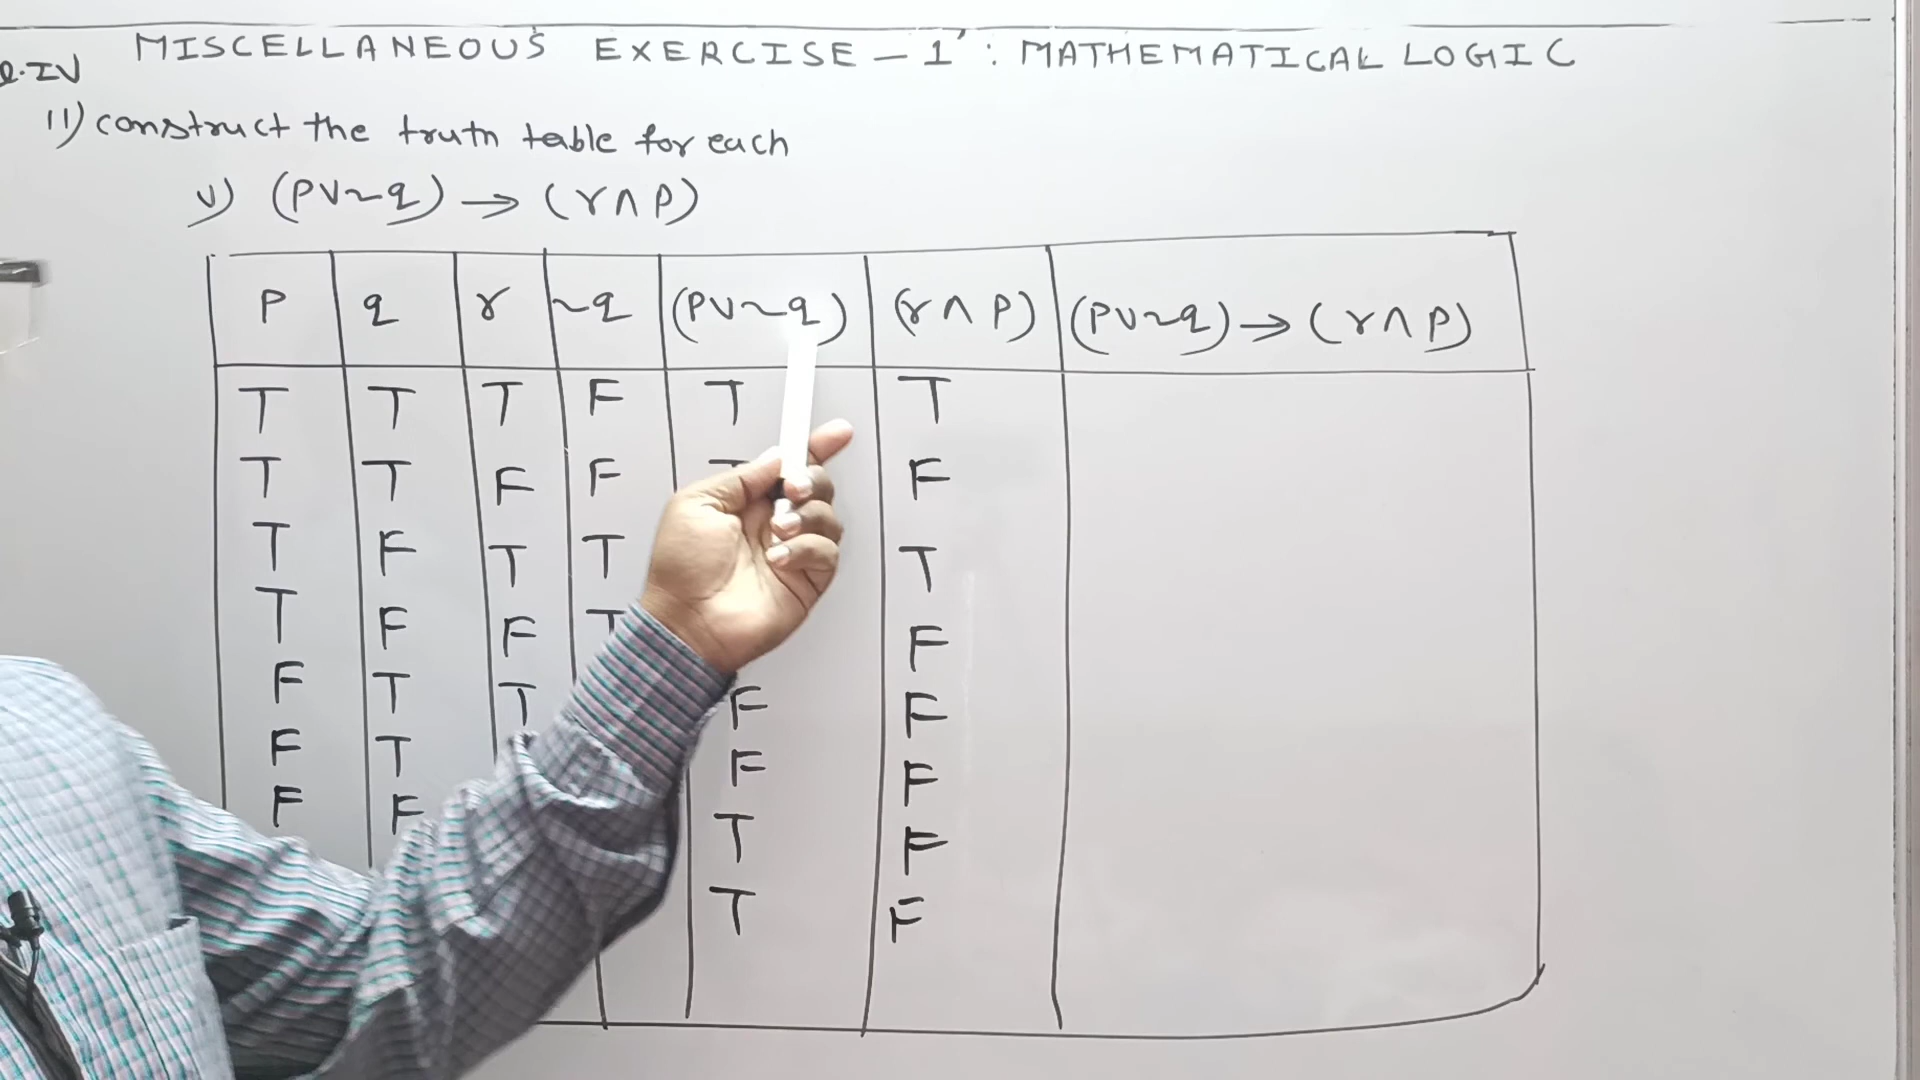 MISCELLANEOUS EXERCISE - 1 : MATHEMATICAL LOGIC
Q.IV
11) construct the truth table for each
v) (p∨~q) → (r∧p)
p q r ~q (p∨~q) (r∧p) (p∨~q) → (r∧p)
T T T F T T
T T F F T F
T F T T T
T F F T F
F T T F F
F T F F
F F T F
T F